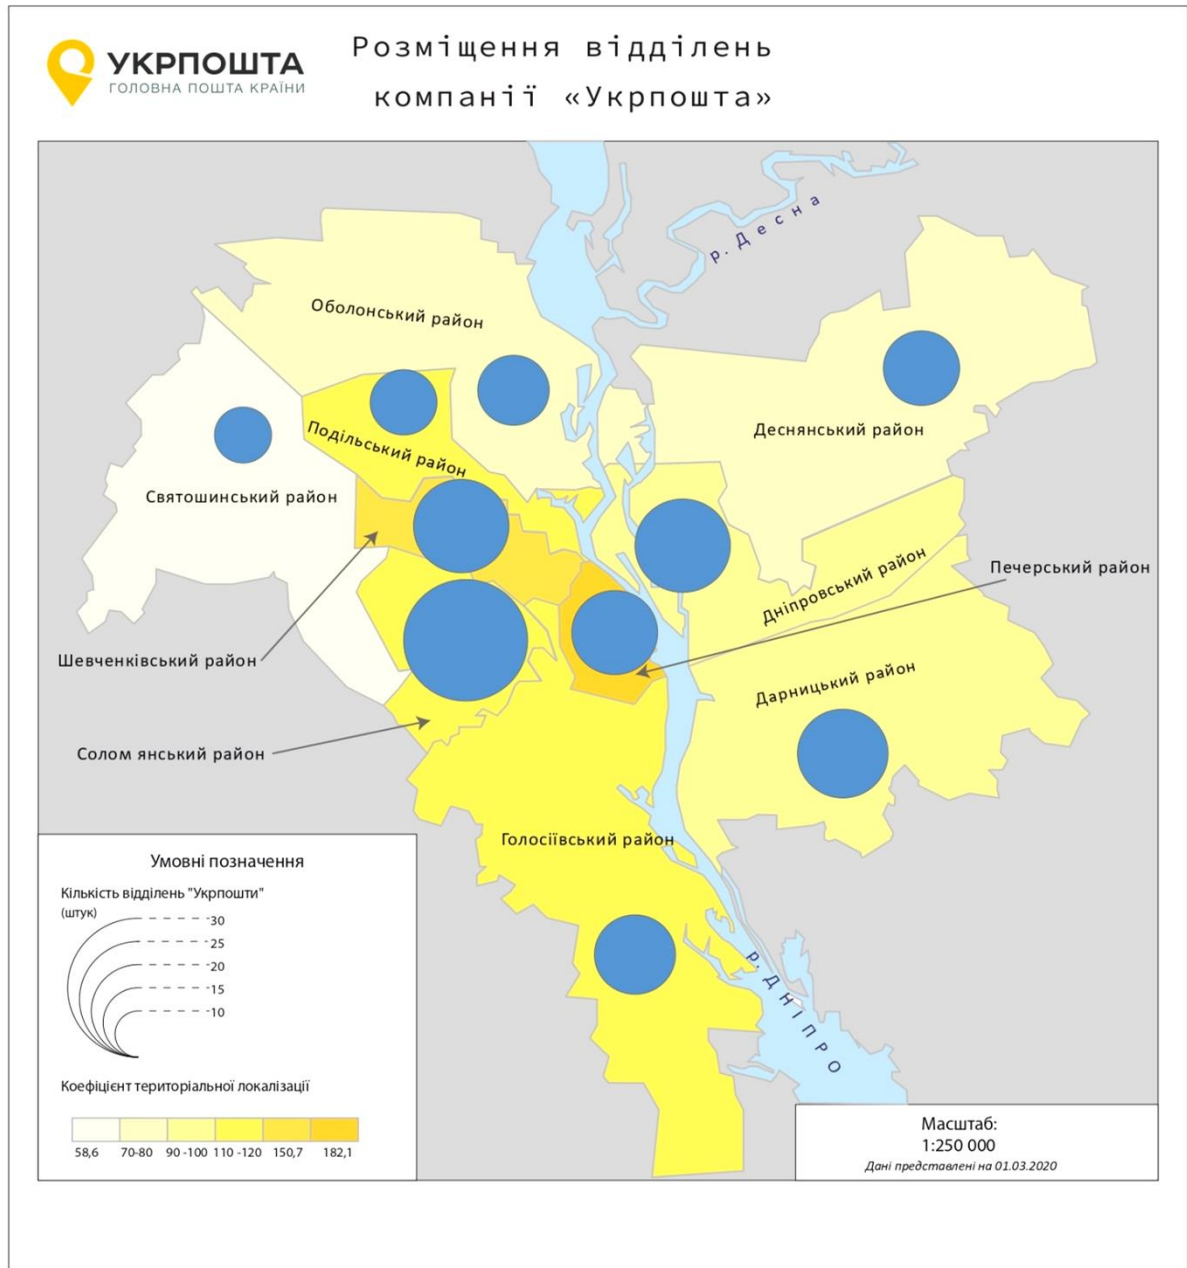 УКРПОШТА
ГОЛОВНА ПОШТА КРАЇНИ
Розміщення відділень
компанії «Укрпошта»
р. Десна
Оболонський район
Подільський район
Деснянський район
Святошинський район
Дніпровський район
Печерський район
Шевченківський район
Дарницький район
Солом янський район
Голосіївський район
р. ДНІПРО
Умовні позначення
Кількість відділень "Укрпошти"
(штук)
30
25
20
15
10
Коефіцієнт територіальної локалізації
58,6 70-80 90 -100 110 -120 150,7 182,1
Масштаб:
1:250 000
Дані представлені на 01.03.2020